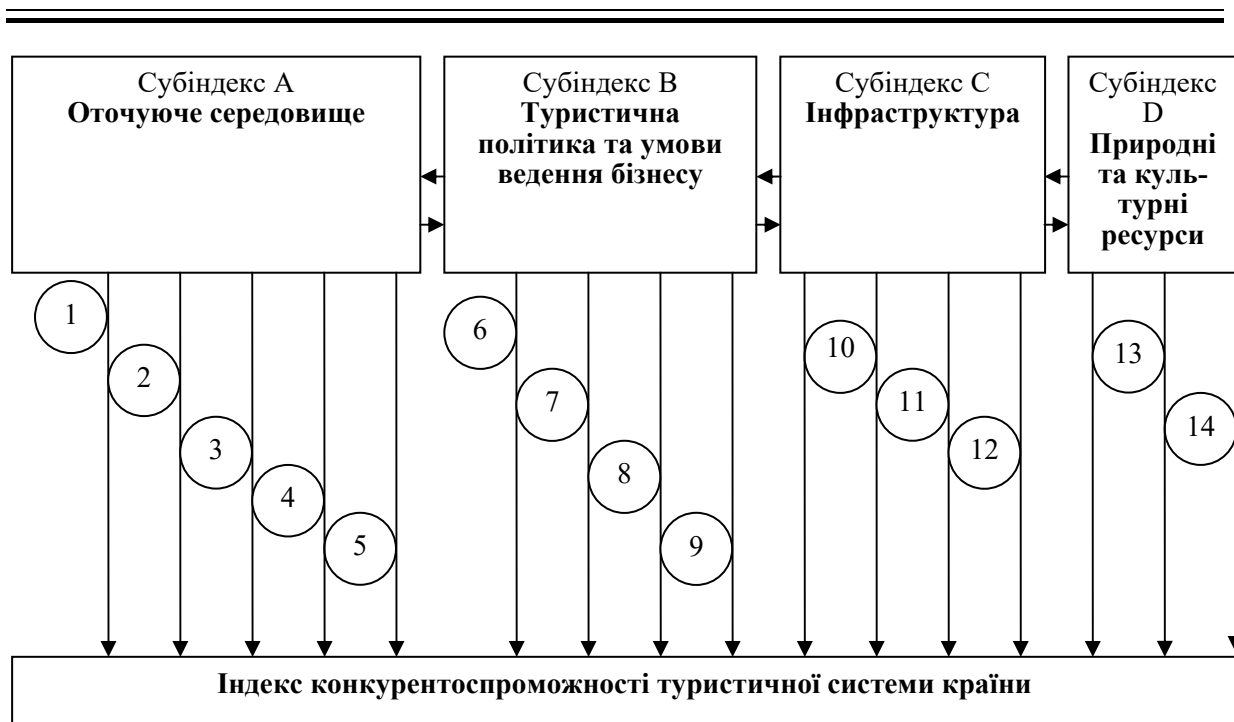 Субіндекс А
Оточуюче середовище
Субіндекс В
Туристична
політика та умови
ведення бізнесу
Субіндекс С
Інфраструктура
Субіндекс
D
Природні
та куль-
турні
ресурси
1
2
3
4
5
6
7
8
9
10
11
12
13
14
Індекс конкурентоспроможності туристичної системи країни